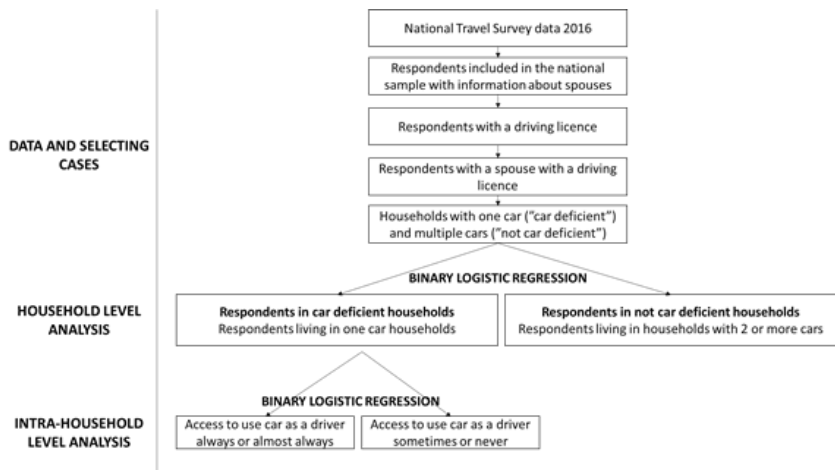 National Travel Survey data 2016
Respondents included in the national
sample with information about spouses
Respondents with a driving licence
DATA AND SELECTING
CASES
Respondents with a spouse with a driving
licence
Households with one car ("car deficient")
and multiple cars ("not car deficient")
BINARY LOGISTIC REGRESSION
HOUSEHOLD LEVEL
ANALYSIS
Respondents in car deficient households
Respondents living in one car households
Respondents in not car deficient households
Respondents living in households with 2 or more cars
BINARY LOGISTIC REGRESSION
INTRA-HOUSEHOLD
LEVEL ANALYSIS
Access to use car as a driver
always or almost always
Access to use car as a driver
sometimes or never